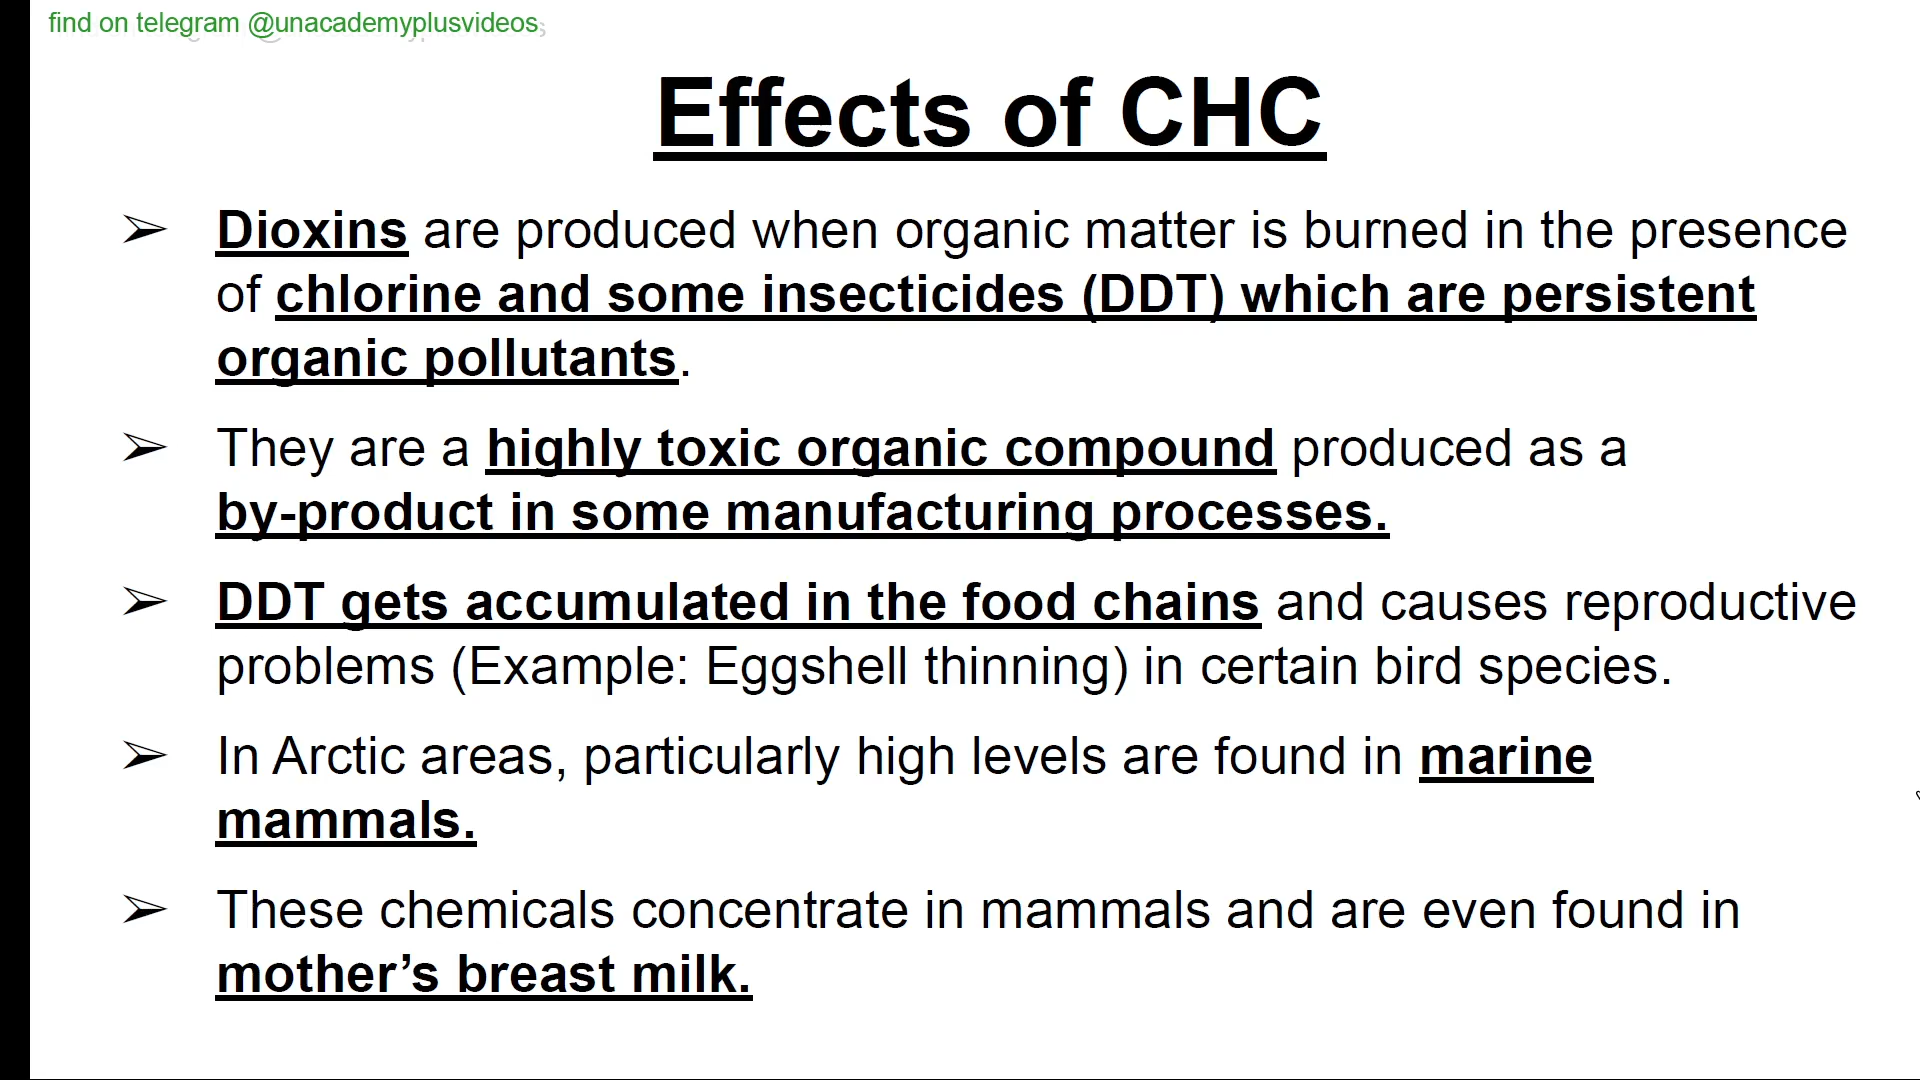 find on telegram @unacademyplusvideos
Effects of CHC
➢ Dioxins are produced when organic matter is burned in the presence
of chlorine and some insecticides (DDT) which are persistent
organic pollutants.
➢ They are a highly toxic organic compound produced as a
by-product in some manufacturing processes.
➢ DDT gets accumulated in the food chains and causes reproductive
problems (Example: Eggshell thinning) in certain bird species.
➢ In Arctic areas, particularly high levels are found in marine
mammals.
➢ These chemicals concentrate in mammals and are even found in
mother’s breast milk.